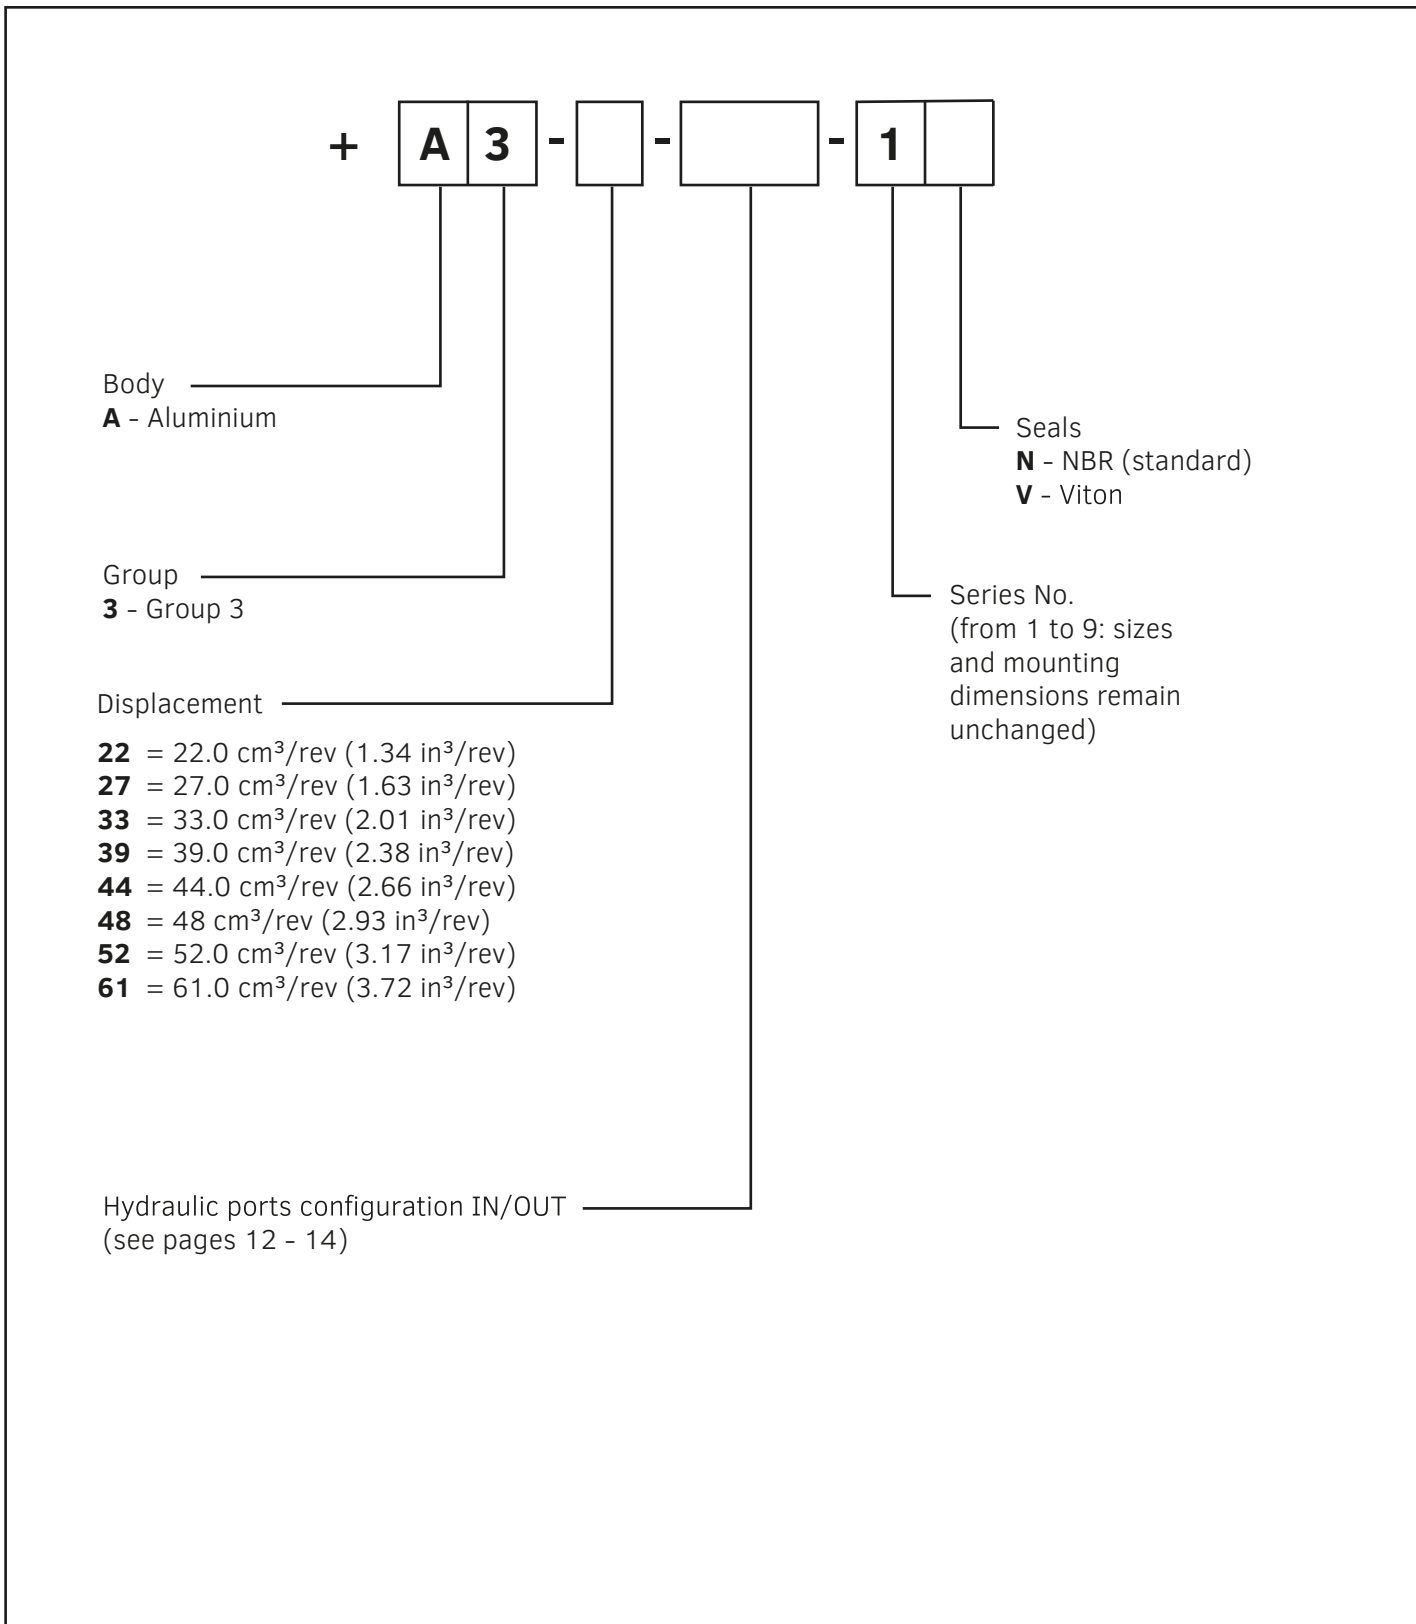 + A 3 - - - 1
Body
A - Aluminium
Seals
N - NBR (standard)
V - Viton
Group
3 - Group 3
Series No.
(from 1 to 9: sizes
and mounting
dimensions remain
unchanged)
Displacement
22 = 22.0 cm³/rev (1.34 in³/rev)
27 = 27.0 cm³/rev (1.63 in³/rev)
33 = 33.0 cm³/rev (2.01 in³/rev)
39 = 39.0 cm³/rev (2.38 in³/rev)
44 = 44.0 cm³/rev (2.66 in³/rev)
48 = 48 cm³/rev (2.93 in³/rev)
52 = 52.0 cm³/rev (3.17 in³/rev)
61 = 61.0 cm³/rev (3.72 in³/rev)
Hydraulic ports configuration IN/OUT
(see pages 12 - 14)